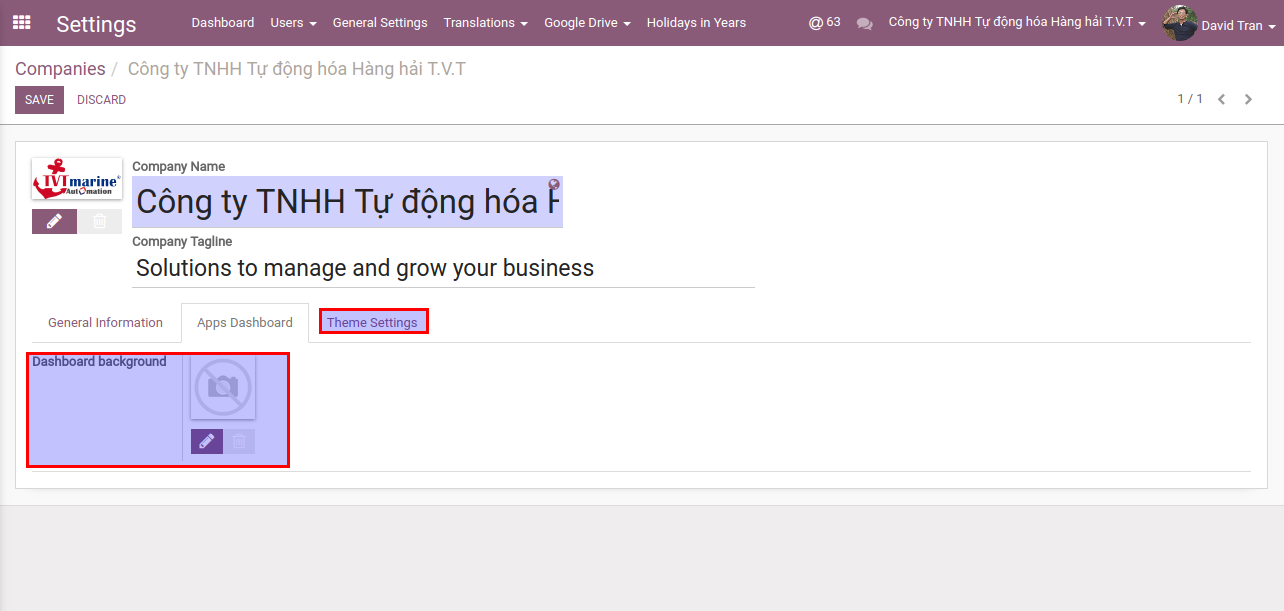 Settings Dashboard Users General Settings Translations Google Drive Holidays in Years @ 63 Công ty TNHH Tự động hóa Hàng hải T.V.T David Tran
Companies / Công ty TNHH Tự động hóa Hàng hải T.V.T
SAVE DISCARD 1 / 1
TVTmarine®
Automation
Company Name
Công ty TNHH Tự động hóa H
Company Tagline
Solutions to manage and grow your business
General Information Apps Dashboard Theme Settings
Dashboard background